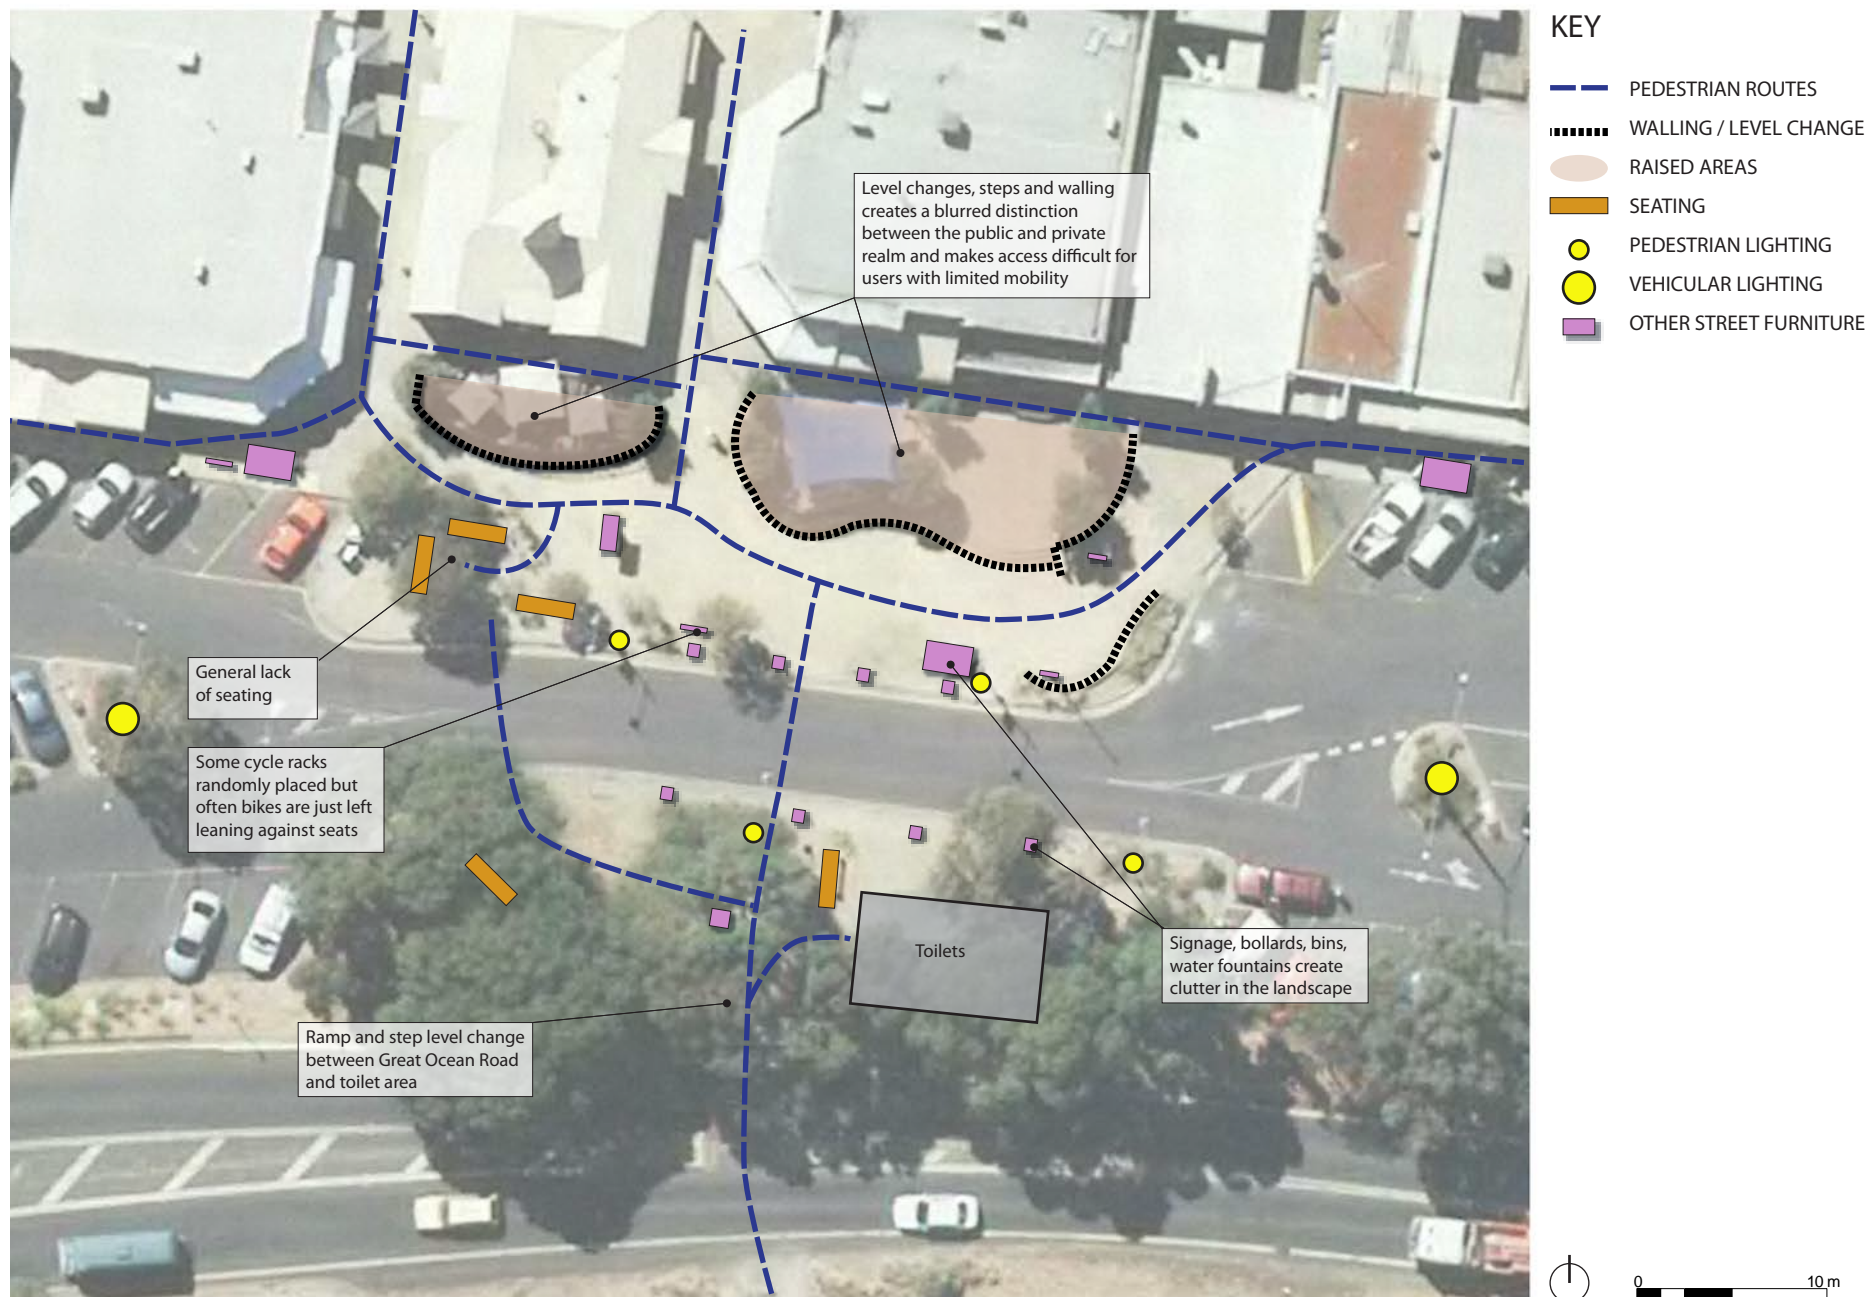 KEY
PEDESTRIAN ROUTES
WALLING / LEVEL CHANGE
RAISED AREAS
SEATING
PEDESTRIAN LIGHTING
VEHICULAR LIGHTING
OTHER STREET FURNITURE
Level changes, steps and walling
creates a blurred distinction
between the public and private
realm and makes access difficult for
users with limited mobility
General lack
of seating
Some cycle racks
randomly placed but
often bikes are just left
leaning against seats
Toilets
Signage, bollards, bins,
water fountains create
clutter in the landscape
Ramp and step level change
between Great Ocean Road
and toilet area
0 10 m